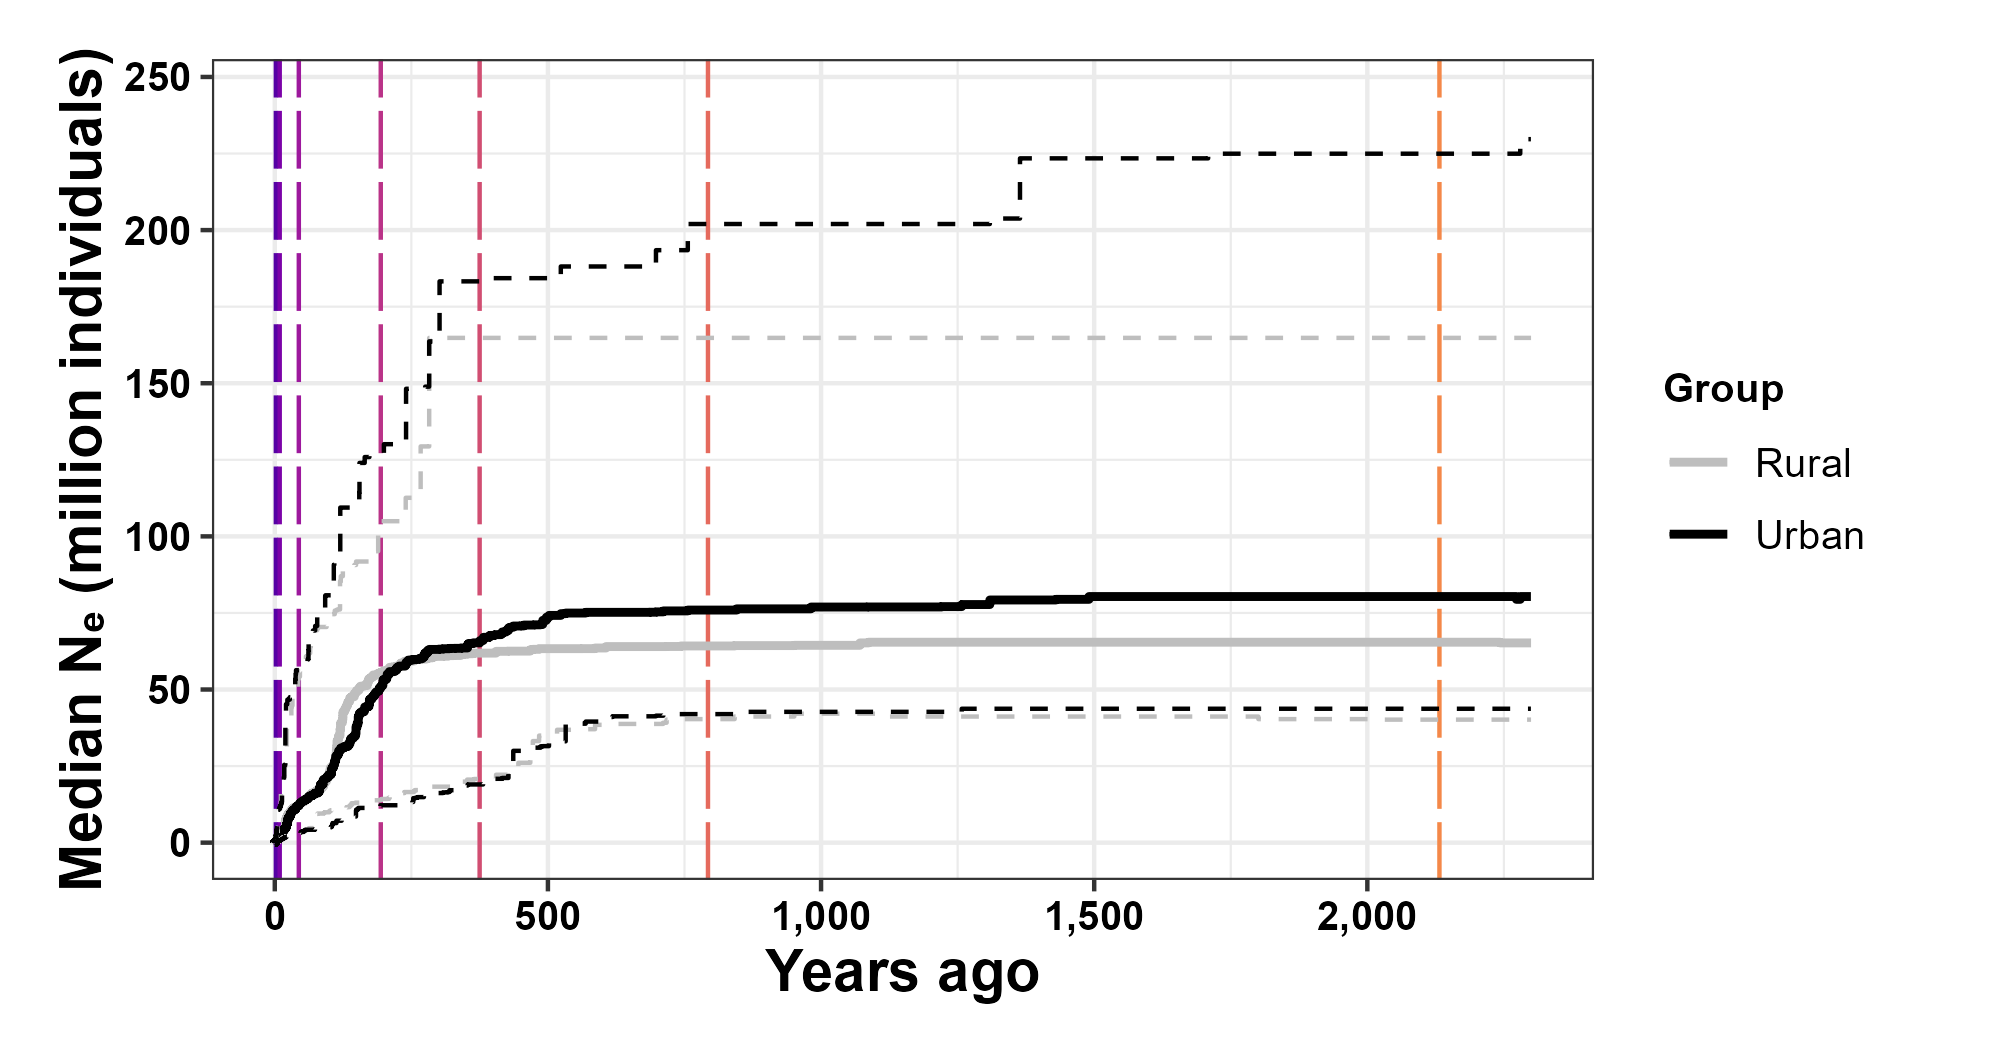 Median Ne (million individuals)
250
200
150
100
50
0
0 500 1,000 1,500 2,000
Years ago
Group
Rural
Urban